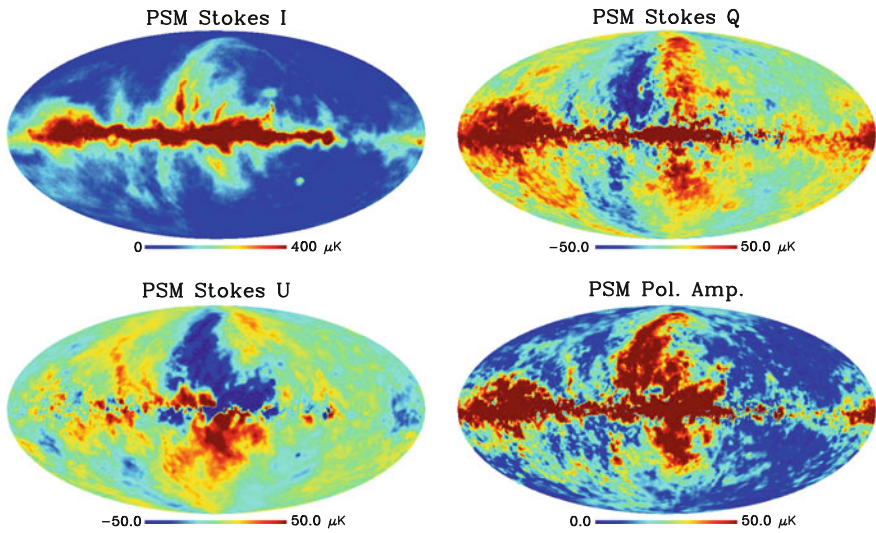 PSM Stokes I
PSM Stokes Q
0 400 μK
−50.0 50.0 μK
PSM Stokes U
PSM Pol. Amp.
−50.0 50.0 μK
0.0 50.0 μK